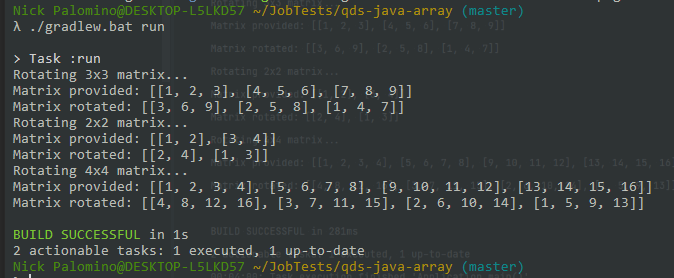 Nick Palomino@DESKTOP-L5LKD57 ~/JobTests/qds-java-array (master)
λ ./gradlew.bat run
> Task :run
Rotating 3x3 matrix...
Matrix provided: [[1, 2, 3], [4, 5, 6], [7, 8, 9]]
Matrix rotated: [[3, 6, 9], [2, 5, 8], [1, 4, 7]]
Rotating 2x2 matrix...
Matrix provided: [[1, 2], [3, 4]]
Matrix rotated: [[2, 4], [1, 3]]
Rotating 4x4 matrix...
Matrix provided: [[1, 2, 3, 4], [5, 6, 7, 8], [9, 10, 11, 12], [13, 14, 15, 16]]
Matrix rotated: [[4, 8, 12, 16], [3, 7, 11, 15], [2, 6, 10, 14], [1, 5, 9, 13]]
BUILD SUCCESSFUL in 1s
2 actionable tasks: 1 executed, 1 up-to-date
Nick Palomino@DESKTOP-L5LKD57 ~/JobTests/qds-java-array (master)